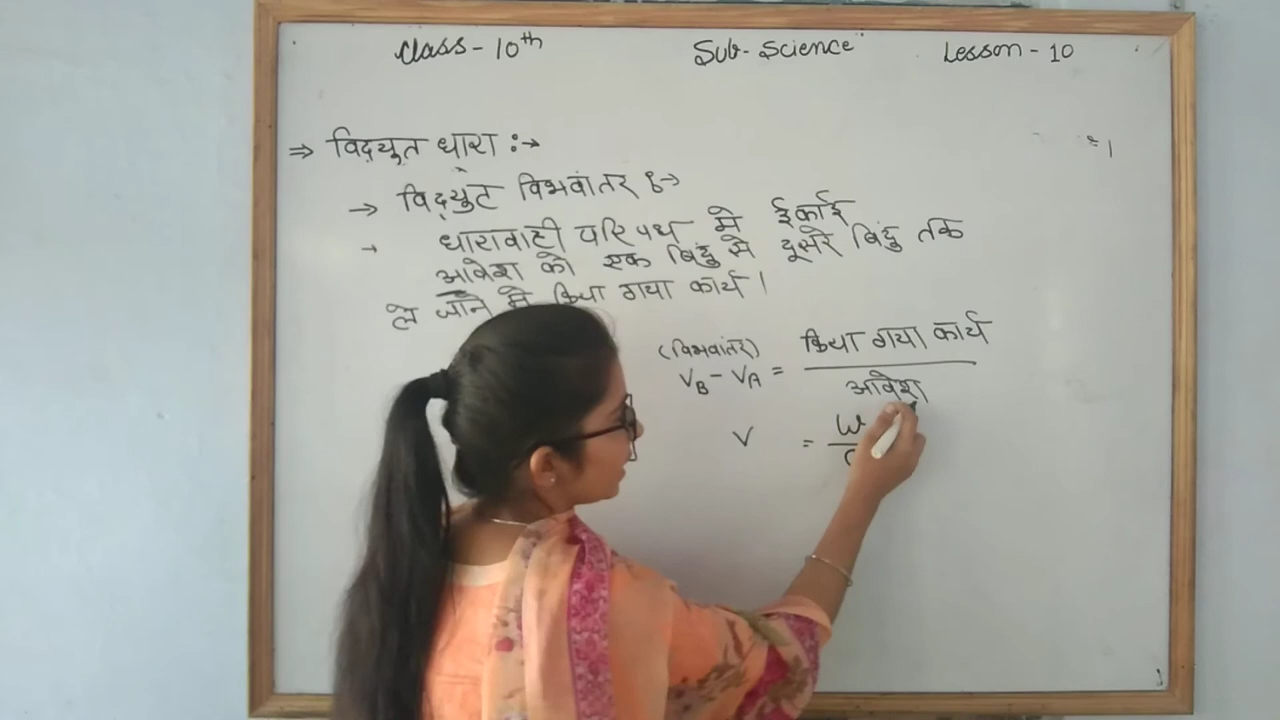 Class - 10th Sub - Science Lesson - 10
⇒ विद्युत धारा :→
→ विद्युट विभवांतर :→
→ धारावाही परिपथ मे ईकाई
आवेश को एक बिंदु से दूसरे बिंदु तक
ले जाने मे किया गया कार्य ।
(विभवांतर)
VB - VA = किया गया कार्य / आवेश
V = W